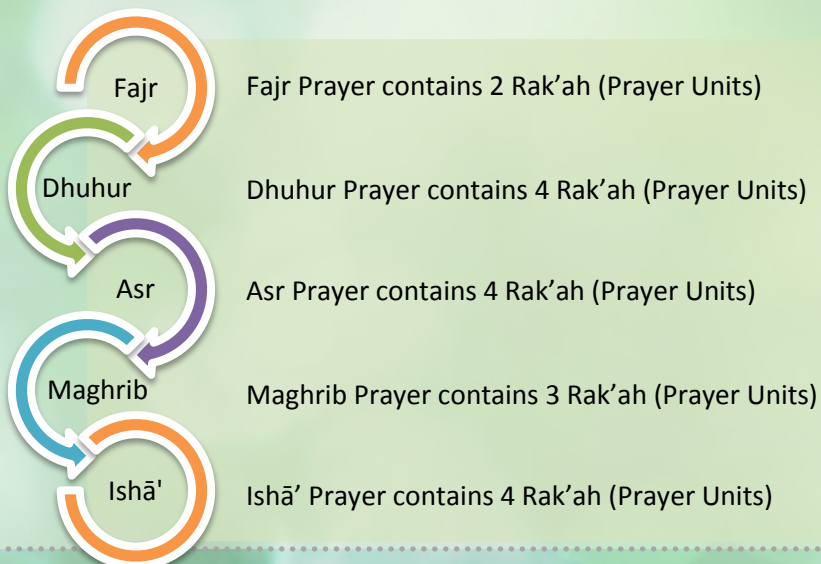 Fajr
Fajr Prayer contains 2 Rak’ah (Prayer Units)
Dhuhur
Dhuhur Prayer contains 4 Rak’ah (Prayer Units)
Asr
Asr Prayer contains 4 Rak’ah (Prayer Units)
Maghrib
Maghrib Prayer contains 3 Rak’ah (Prayer Units)
Ishā'
Ishā’ Prayer contains 4 Rak’ah (Prayer Units)